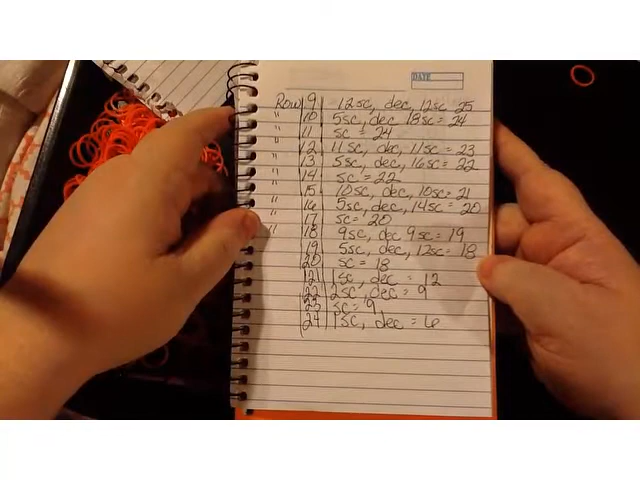 DATE
Row 9 12sc, dec, 12sc 25
" 10 5sc, dec 18sc = 24
" 11 sc = 24
" 12 11sc, dec, 11sc = 23
" 13 5sc, dec, 16sc = 22
" 14 sc = 22
" 15 10sc, dec, 10sc = 21
" 16 5sc, dec, 14sc = 20
" 17 sc = 20
" 18 9sc, dec 9sc = 19
19 5sc, dec, 12sc = 18
20 sc = 18
121 1sc, dec = 12
22 2sc, dec = 9
23 sc = 9
24 1sc, dec = 6